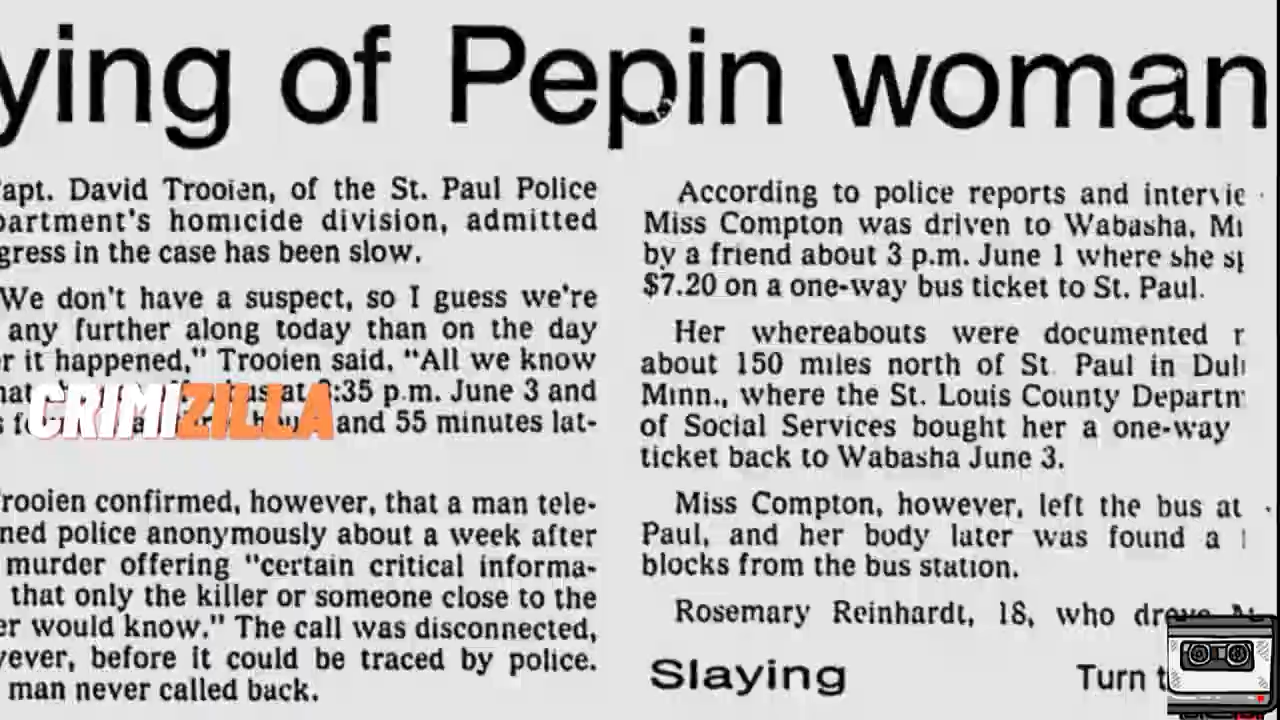 ying of Pepin woman
apt. David Trooien, of the St. Paul Police
partment's homicide division, admitted
gress in the case has been slow.
We don't have a suspect, so I guess we're
any further along today than on the day
r it happened," Trooien said. "All we know
at :35 p.m. June 3 and
and 55 minutes lat-
rooien confirmed, however, that a man tele-
ned police anonymously about a week after
murder offering "certain critical informa-
that only the killer or someone close to the
er would know." The call was disconnected,
ever, before it could be traced by police.
man never called back.
According to police reports and intervie
Miss Compton was driven to Wabasha, Mi
by a friend about 3 p.m. June 1 where she sp
$7.20 on a one-way bus ticket to St. Paul.
Her whereabouts were documented
about 150 miles north of St. Paul in Dul
Minn., where the St. Louis County Departm
of Social Services bought her a one-way
ticket back to Wabasha June 3.
Miss Compton, however, left the bus at
Paul, and her body later was found a
blocks from the bus station.
Rosemary Reinhardt, 18, who drove
Slaying Turn t
CRIMIZILLA